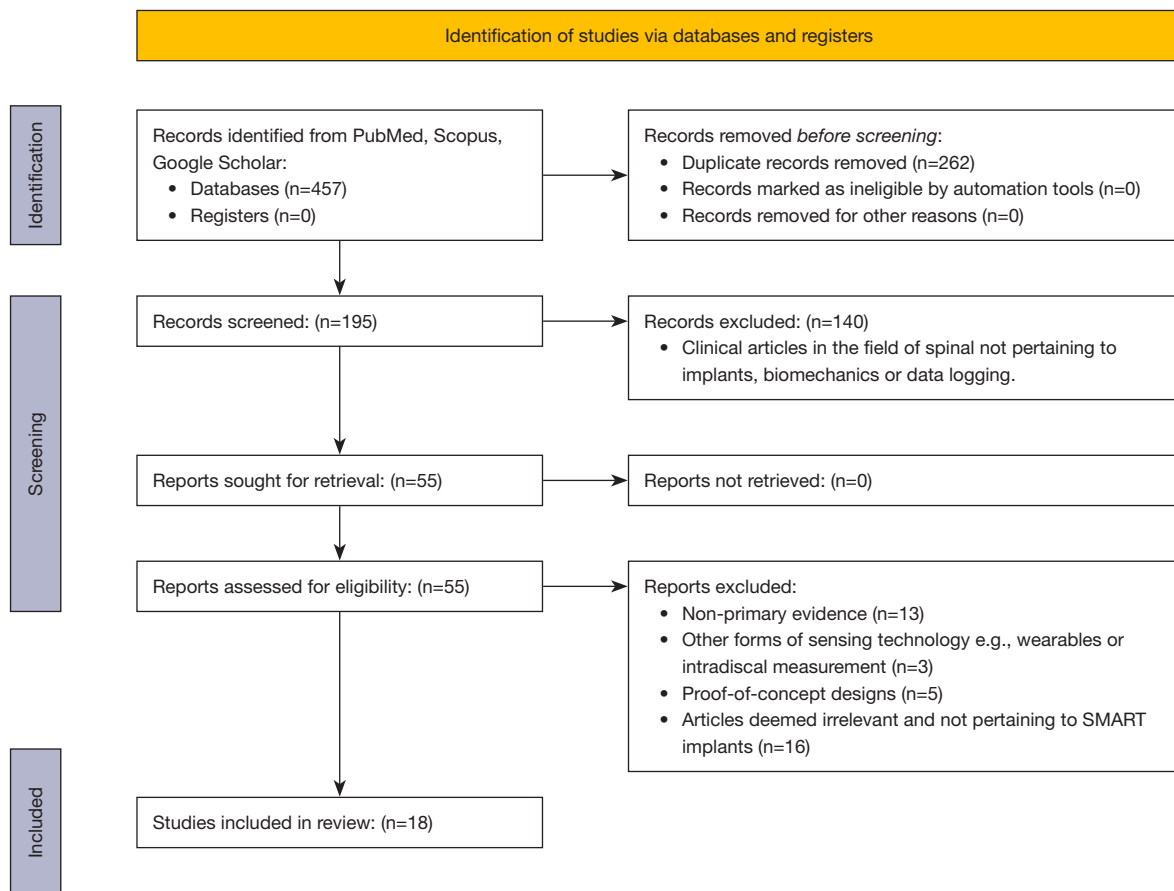 Identification of studies via databases and registers
Identification
Records identified from PubMed, Scopus,
Google Scholar:
• Databases (n=457)
• Registers (n=0)
Records removed before screening:
• Duplicate records removed (n=262)
• Records marked as ineligible by automation tools (n=0)
• Records removed for other reasons (n=0)
Screening
Records screened: (n=195)
Records excluded: (n=140)
• Clinical articles in the field of spinal not pertaining to
implants, biomechanics or data logging.
Reports sought for retrieval: (n=55)
Reports not retrieved: (n=0)
Reports assessed for eligibility: (n=55)
Reports excluded:
• Non-primary evidence (n=13)
• Other forms of sensing technology e.g., wearables or
intradiscal measurement (n=3)
• Proof-of-concept designs (n=5)
• Articles deemed irrelevant and not pertaining to SMART
implants (n=16)
Included
Studies included in review: (n=18)